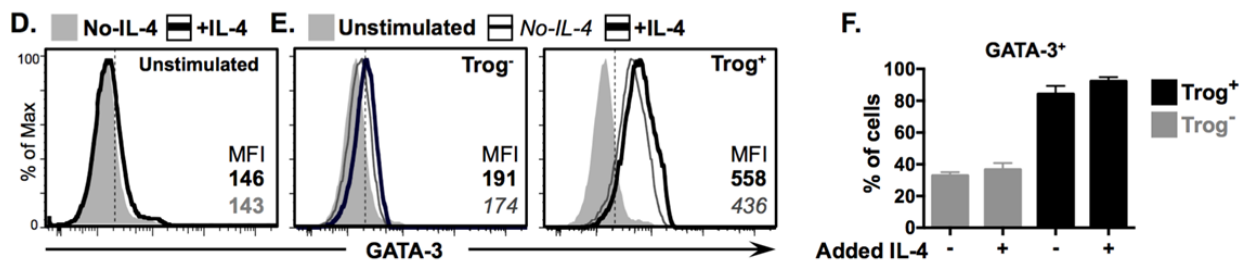 D. No-IL-4 +IL-4
Unstimulated
% of Max
100
0
MFI
146
143
E. Unstimulated No-IL-4 +IL-4
Trog-
MFI
191
174
Trog+
MFI
558
436
GATA-3
F.
GATA-3+
% of cells
100
80
60
40
20
0
Added IL-4 - + - +
Trog+
Trog-